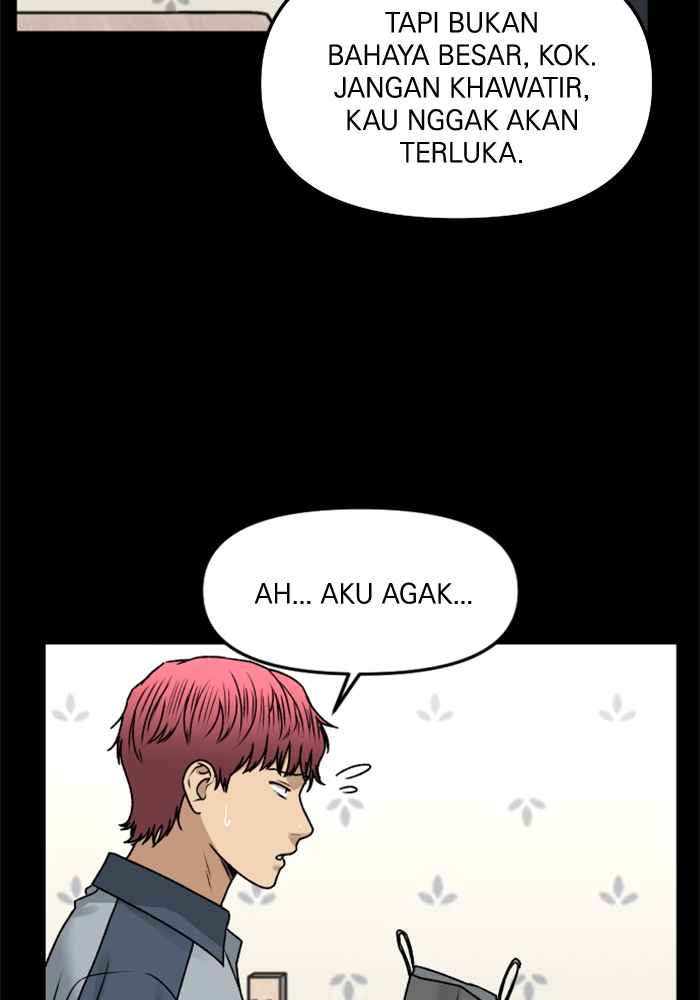 TAPI BUKAN
BAHAYA BESAR, KOK.
JANGAN KHAWATIR,
KAU NGGAK AKAN
TERLUKA.
AH... AKU AGAK...